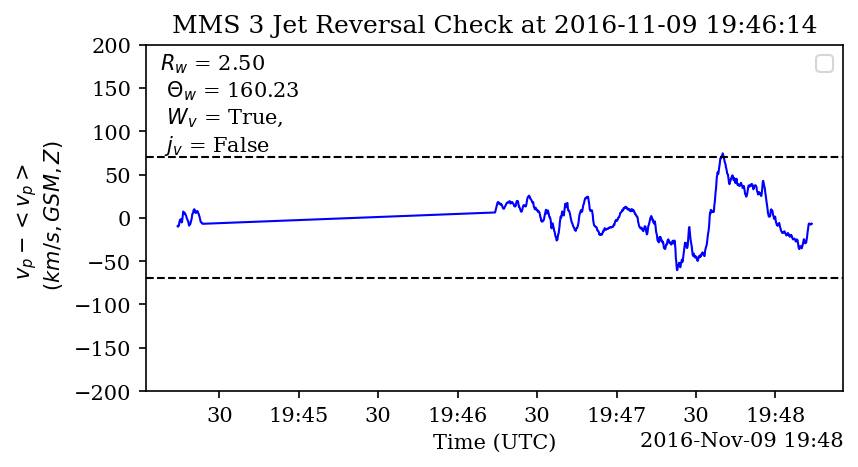 MMS 3 Jet Reversal Check at 2016-11-09 19:46:14
R_w = 2.50
Θ_w = 160.23
W_v = True,
j_v = False
v_p − < v_p >
(km/s, GSM, Z)
200
150
100
50
0
−50
−100
−150
−200
30 19:45 30 19:46 30 19:47 30 19:48
Time (UTC)
2016-Nov-09 19:48